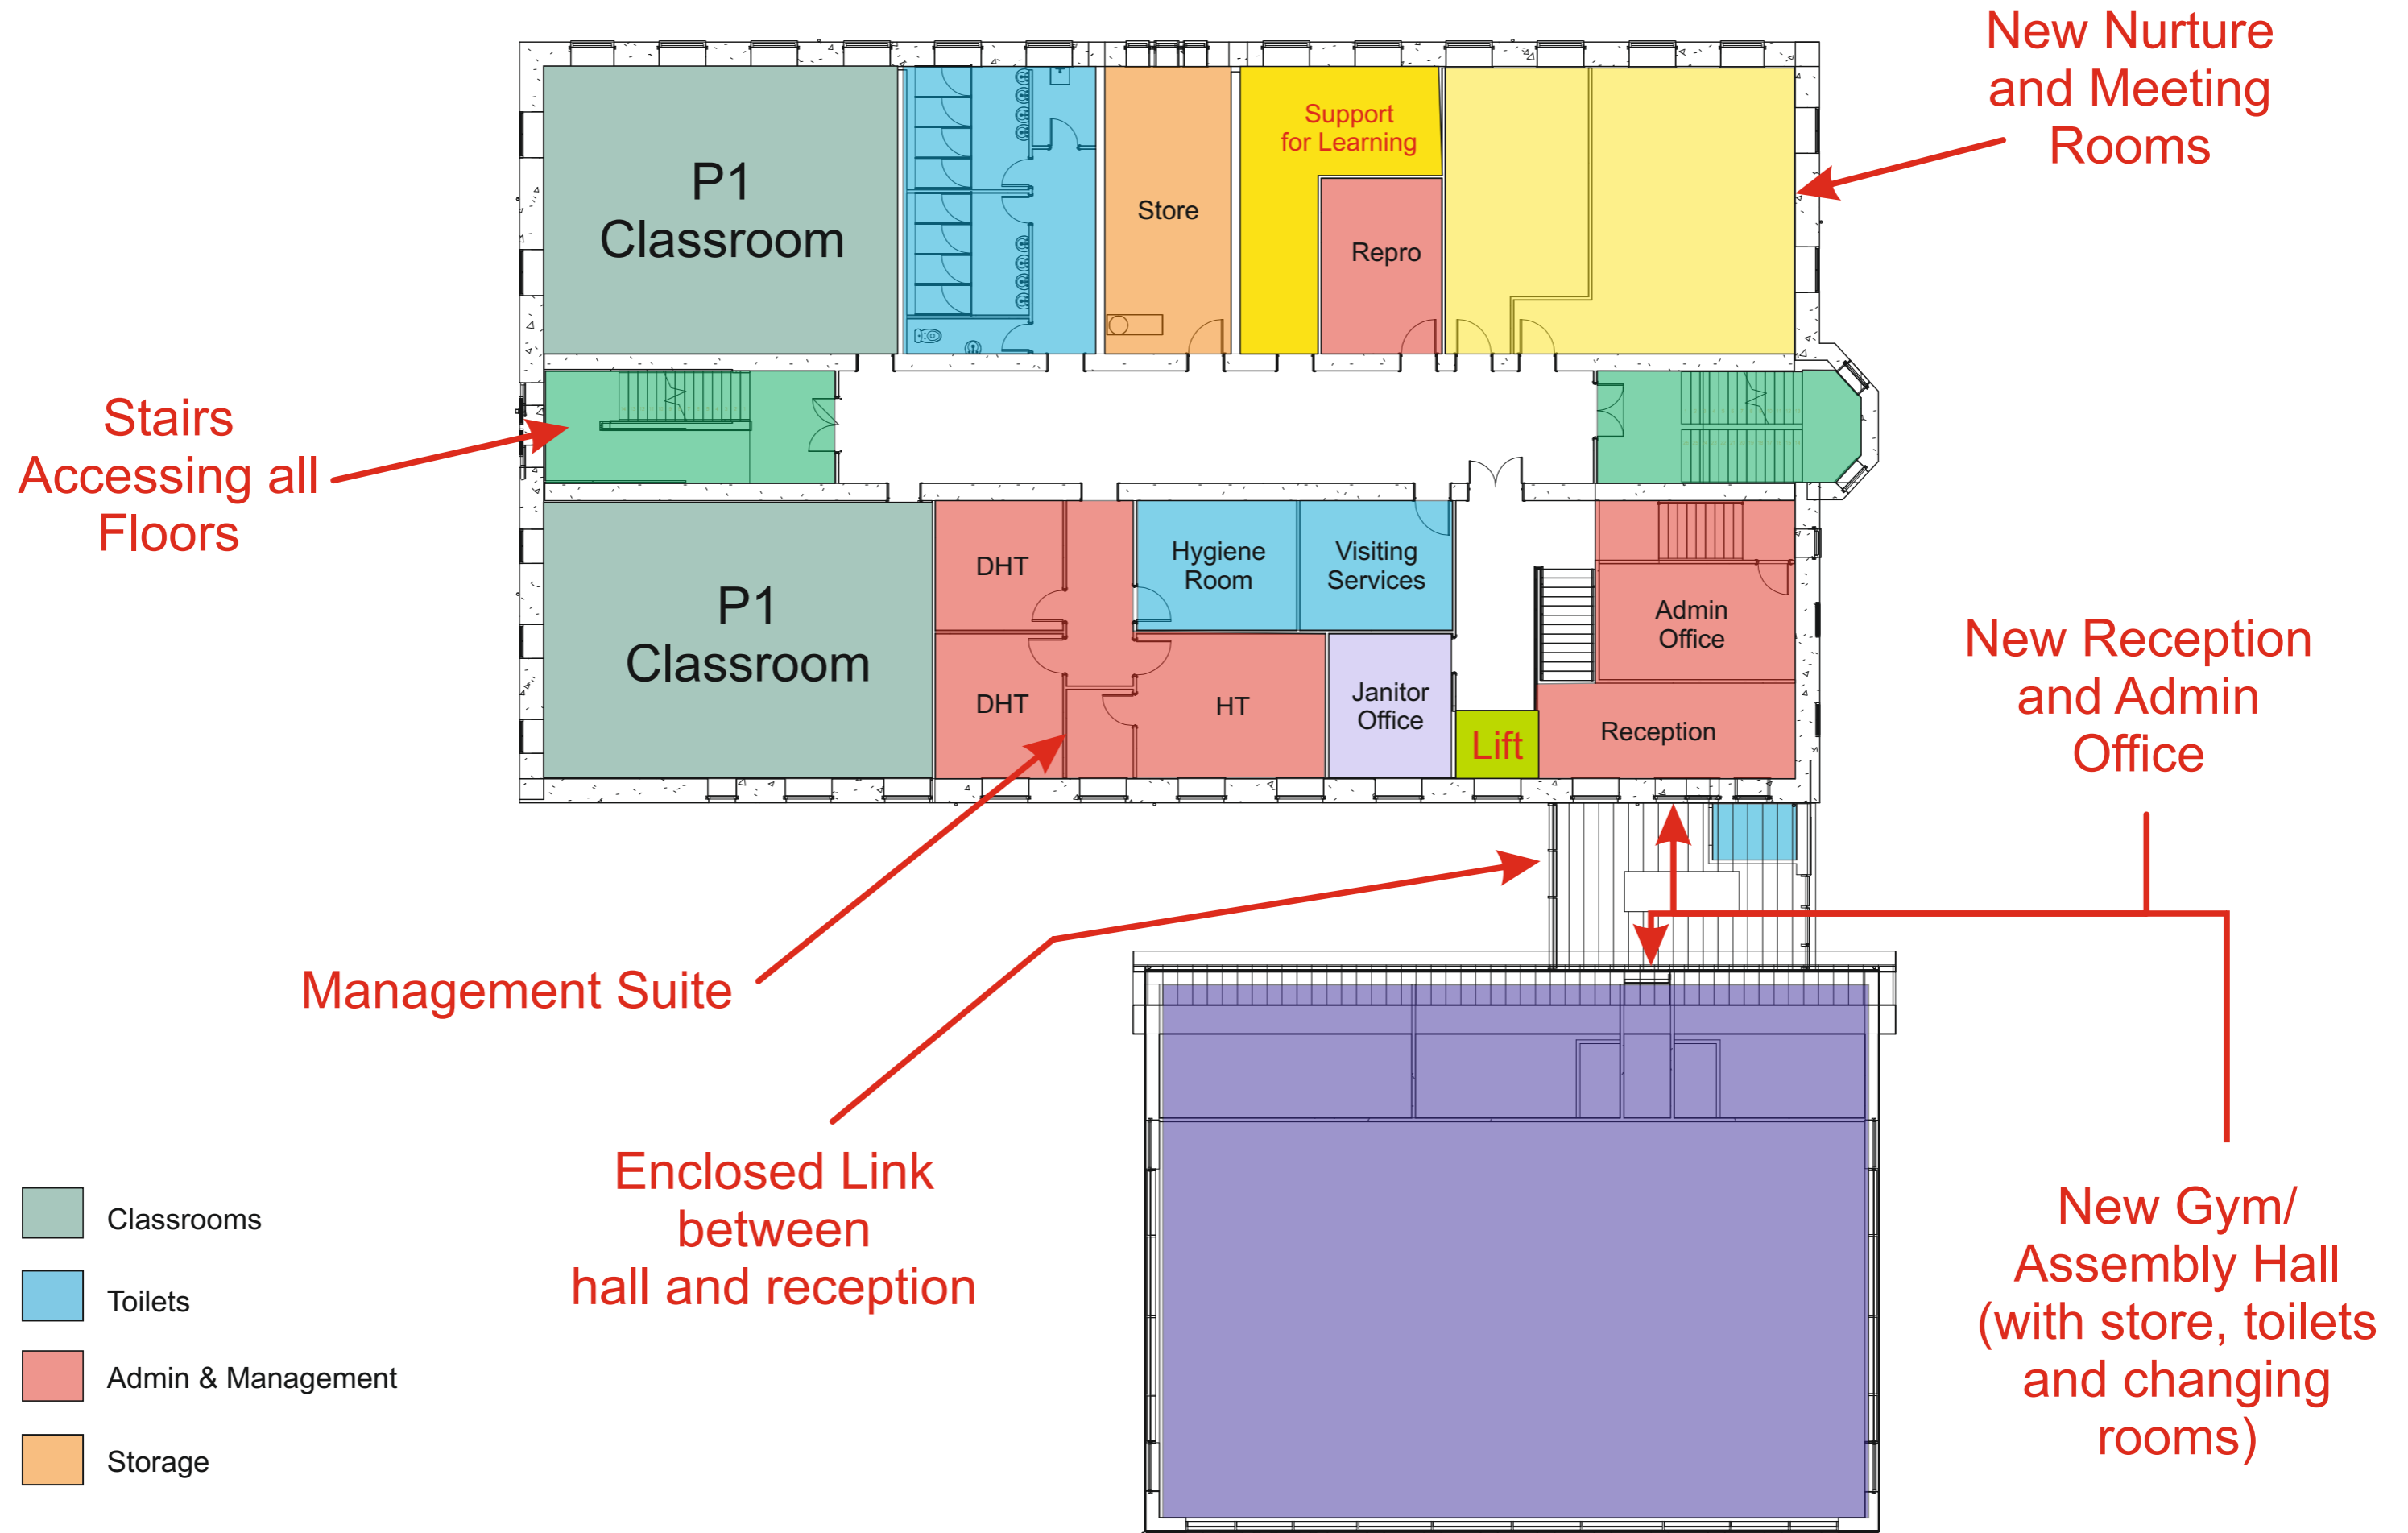 New Nurture
and Meeting
Rooms
Support
for Learning
P1
Classroom
Store
Repro
Stairs
Accessing all
Floors
P1
Classroom
DHT
DHT
Hygiene
Room
Visiting
Services
HT
Janitor
Office
Lift
Admin
Office
Reception
New Reception
and Admin
Office
Management Suite
Enclosed Link
between
hall and reception
New Gym/
Assembly Hall
(with store, toilets
and changing
rooms)
Classrooms
Toilets
Admin & Management
Storage